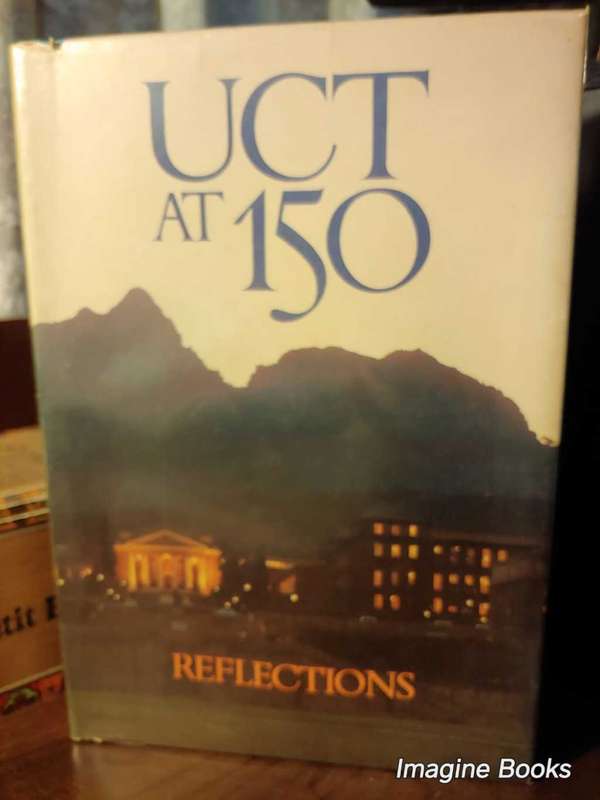 UCT
AT 150
REFLECTIONS
Imagine Books